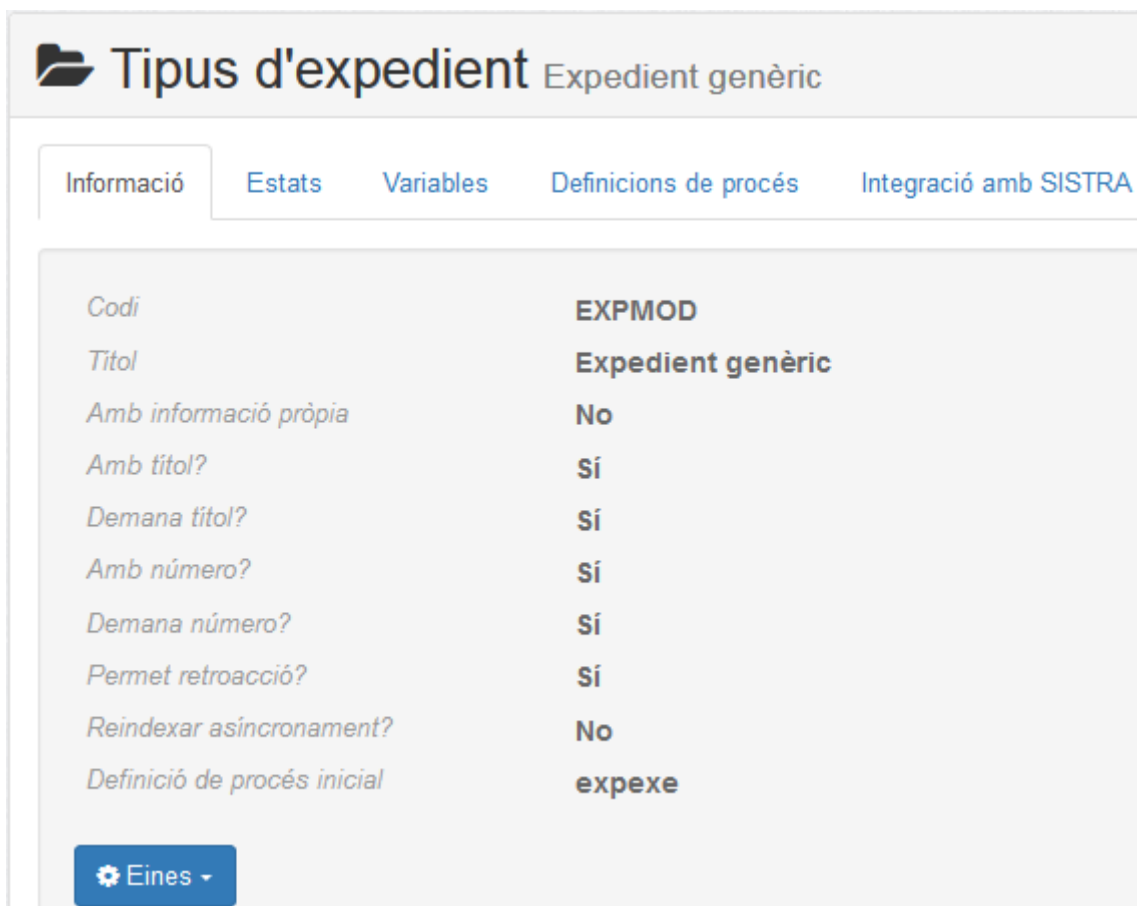 Tipus d'expedient Expedient genèric
Informació Estats Variables Definicions de procés Integració amb SISTRA
Codi EXPMOD
Títol Expedient genèric
Amb informació pròpia No
Amb títol? Sí
Demana títol? Sí
Amb número? Sí
Demana número? Sí
Permet retroacció? Sí
Reindexar asíncronament? No
Definició de procés inicial expexe
Eines